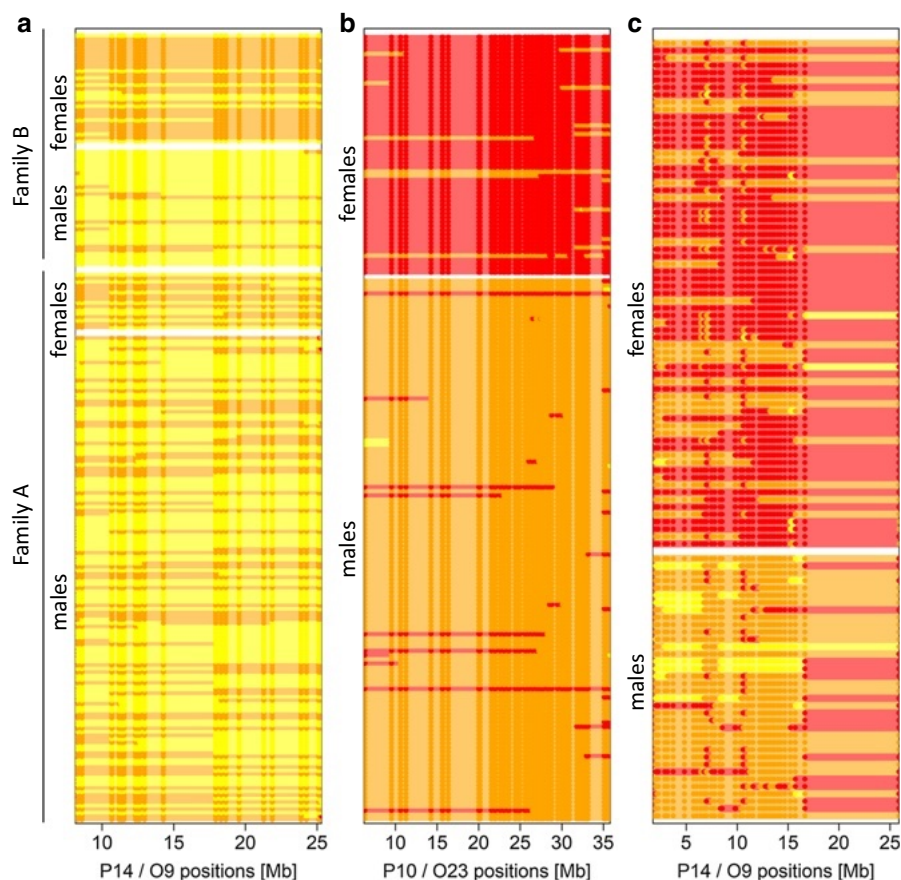 a
b
c
Family B
females
males
Family A
females
males
females
males
females
males
10 15 20 25
P14 / O9 positions [Mb]
10 15 20 25 30 35
P10 / O23 positions [Mb]
5 10 15 20 25
P14 / O9 positions [Mb]